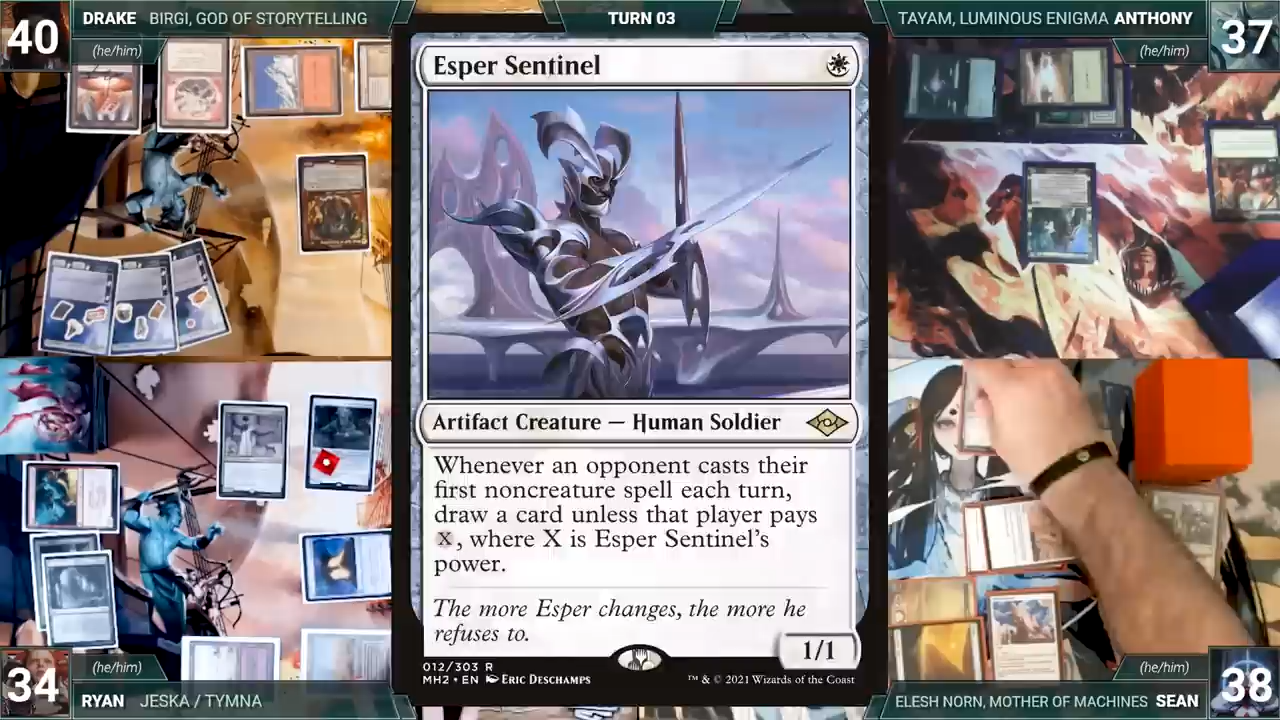 40
DRAKE BIRGI, GOD OF STORYTELLING
(he/him)
TURN 03
TAYAM, LUMINOUS ENIGMA ANTHONY
(he/him)
37
Esper Sentinel
Artifact Creature — Human Soldier
Whenever an opponent casts their
first noncreature spell each turn,
draw a card unless that player pays
X, where X is Esper Sentinel's
power.
The more Esper changes, the more he
refuses to.
1/1
012/303 R
MH2 • EN ERIC DESCHAMPS
™ & © 2021 Wizards of the Coast
34
(he/him)
RYAN JESKA / TYMNA
(he/him)
ELESH NORN, MOTHER OF MACHINES SEAN
38